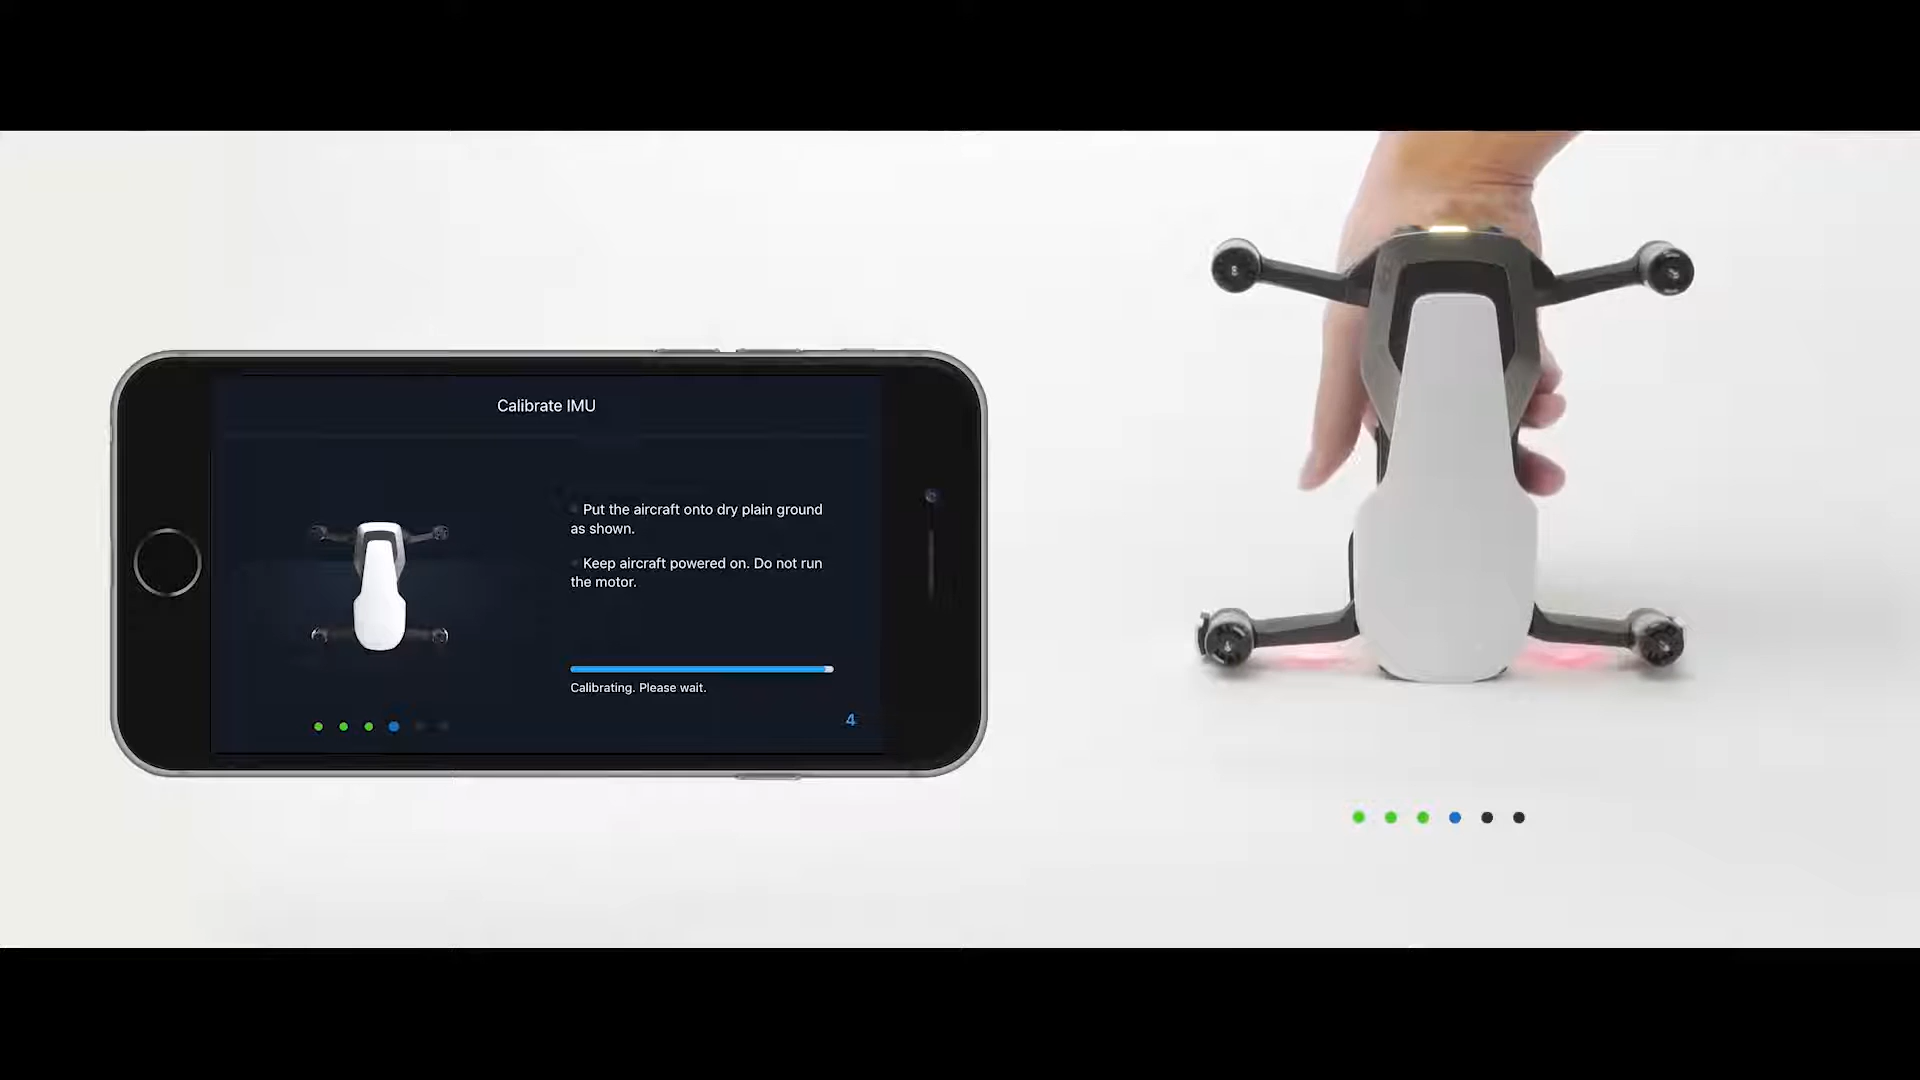 Calibrate IMU
Put the aircraft onto dry plain ground
as shown.
Keep aircraft powered on. Do not run
the motor.
Calibrating. Please wait.
4